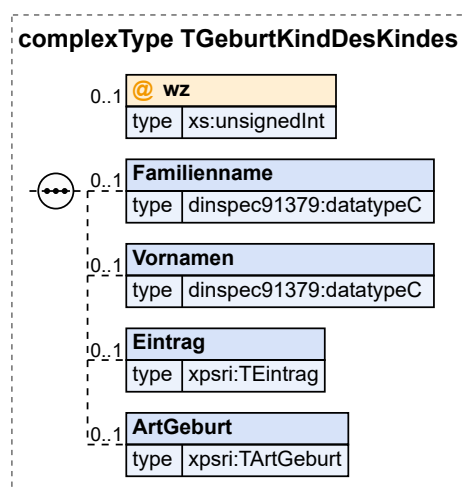 complexType TGeburtKindDesKindes
0..1 @ wz
type xs:unsignedInt
0..1 Familienname
type dinspec91379:datatypeC
0..1 Vornamen
type dinspec91379:datatypeC
0..1 Eintrag
type xpsri:TEintrag
0..1 ArtGeburt
type xpsri:TArtGeburt